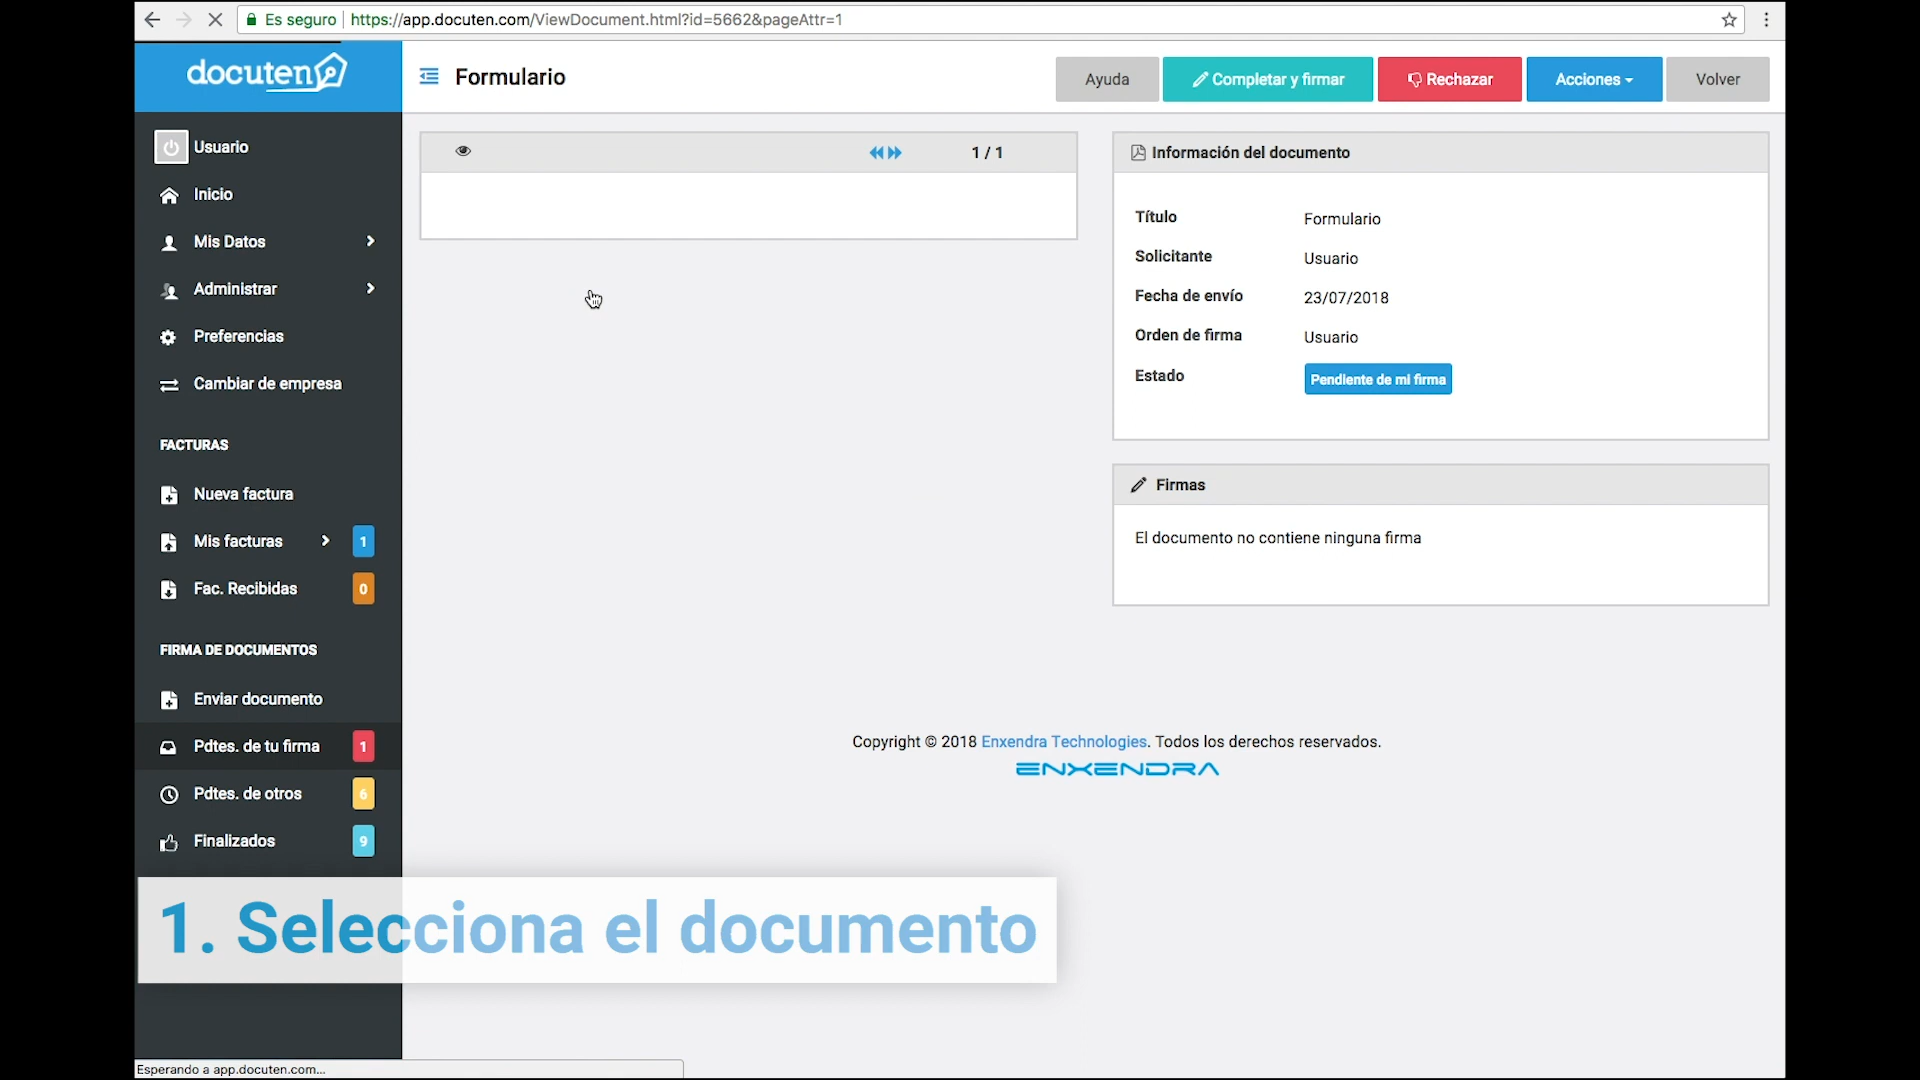 Es seguro | https://app.docuten.com/ViewDocument.html?id=5662&pageAttr=1
docuten
Formulario
Ayuda
Completar y firmar
Rechazar
Acciones
Volver
Usuario
Inicio
Mis Datos
Administrar
Preferencias
Cambiar de empresa
FACTURAS
Nueva factura
Mis facturas 1
Fac. Recibidas 0
FIRMA DE DOCUMENTOS
Enviar documento
Pdtes. de tu firma 1
Pdtes. de otros 6
Finalizados 9
1 / 1
Información del documento
Título Formulario
Solicitante Usuario
Fecha de envío 23/07/2018
Orden de firma Usuario
Estado Pendiente de mi firma
Firmas
El documento no contiene ninguna firma
Copyright © 2018 Enxendra Technologies. Todos los derechos reservados.
ENXENDRA
1. Selecciona el documento
Esperando a app.docuten.com...